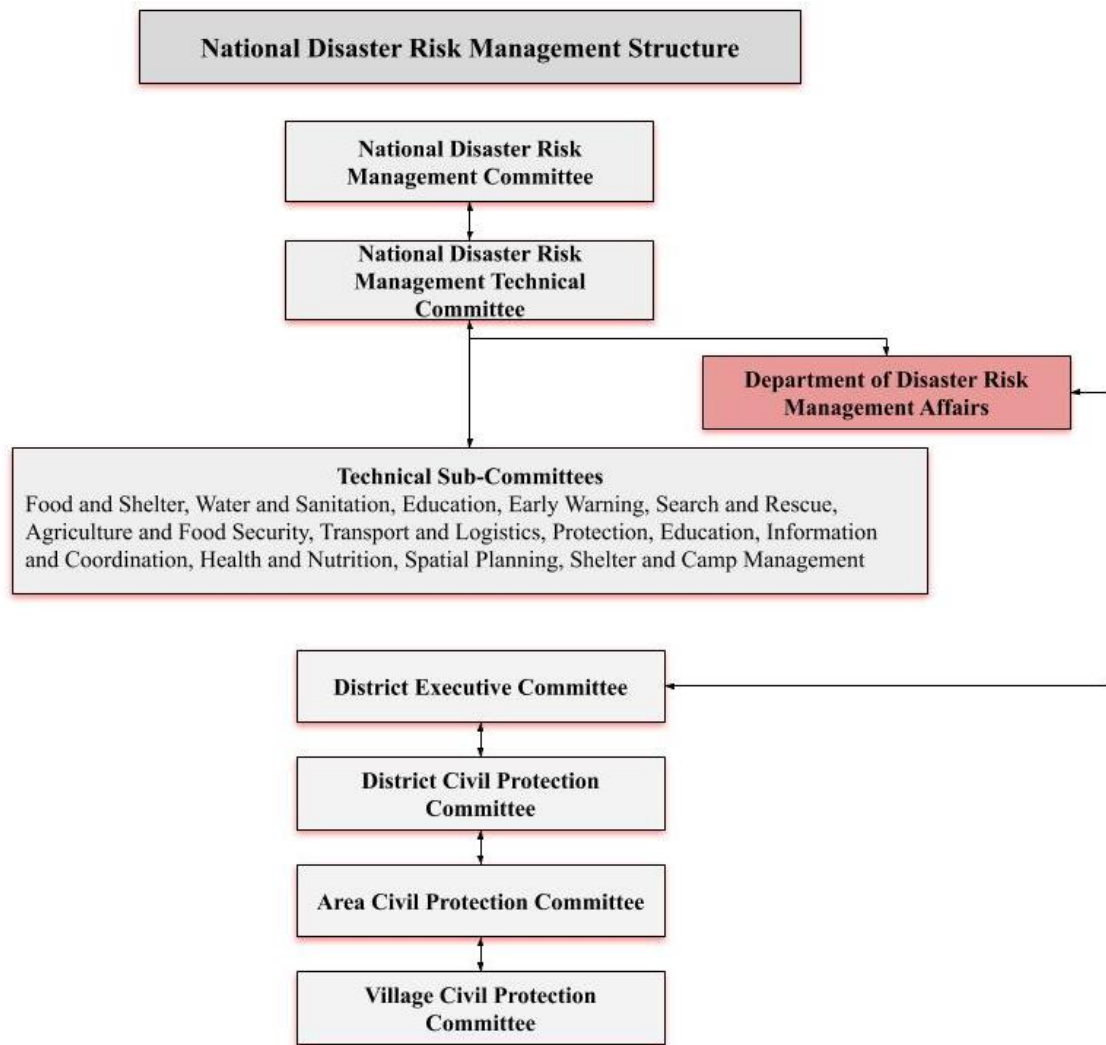 National Disaster Risk Management Structure
National Disaster Risk
Management Committee
National Disaster Risk
Management Technical
Committee
Department of Disaster Risk
Management Affairs
Technical Sub-Committees
Food and Shelter, Water and Sanitation, Education, Early Warning, Search and Rescue,
Agriculture and Food Security, Transport and Logistics, Protection, Education, Information
and Coordination, Health and Nutrition, Spatial Planning, Shelter and Camp Management
District Executive Committee
District Civil Protection
Committee
Area Civil Protection Committee
Village Civil Protection
Committee